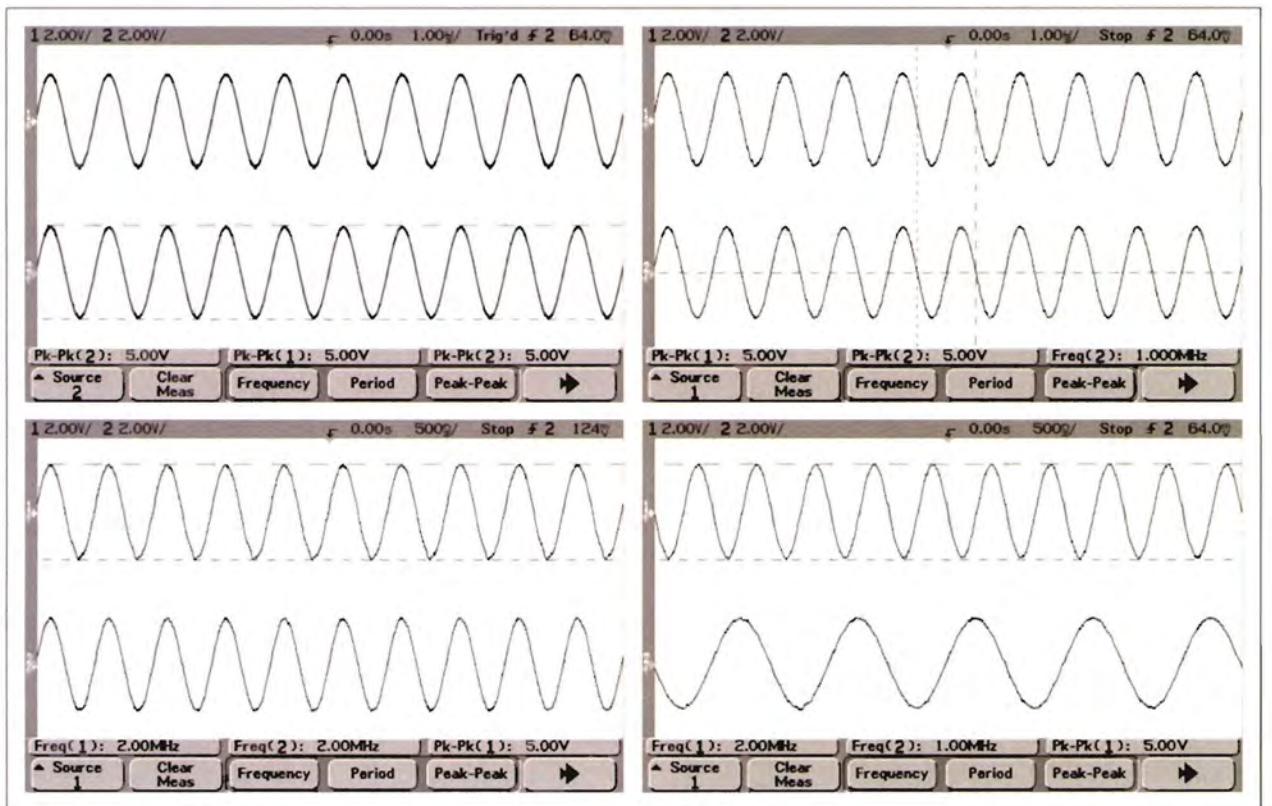 1 2.00V/ 2 2.00V/ 0.00s 1.00 / Trig'd 2 64.0
Pk-Pk(2): 5.00V Pk-Pk(1): 5.00V Pk-Pk(2): 5.00V
Source 2 Clear Meas Frequency Period Peak-Peak
1 2.00V/ 2 2.00V/ 0.00s 1.00 / Stop 2 64.0
Pk-Pk(1): 5.00V Pk-Pk(2): 5.00V Freq(2): 1.000MHz
Source 1 Clear Meas Frequency Period Peak-Peak
1 2.00V/ 2 2.00V/ 0.00s 500 / Stop 2 124
Freq(1): 2.00MHz Freq(2): 2.00MHz Pk-Pk(1): 5.00V
Source 1 Clear Meas Frequency Period Peak-Peak
1 2.00V/ 2 2.00V/ 0.00s 500 / Stop 2 64.0
Freq(1): 2.00MHz Freq(2): 1.00MHz Pk-Pk(1): 5.00V
Source 1 Clear Meas Frequency Period Peak-Peak